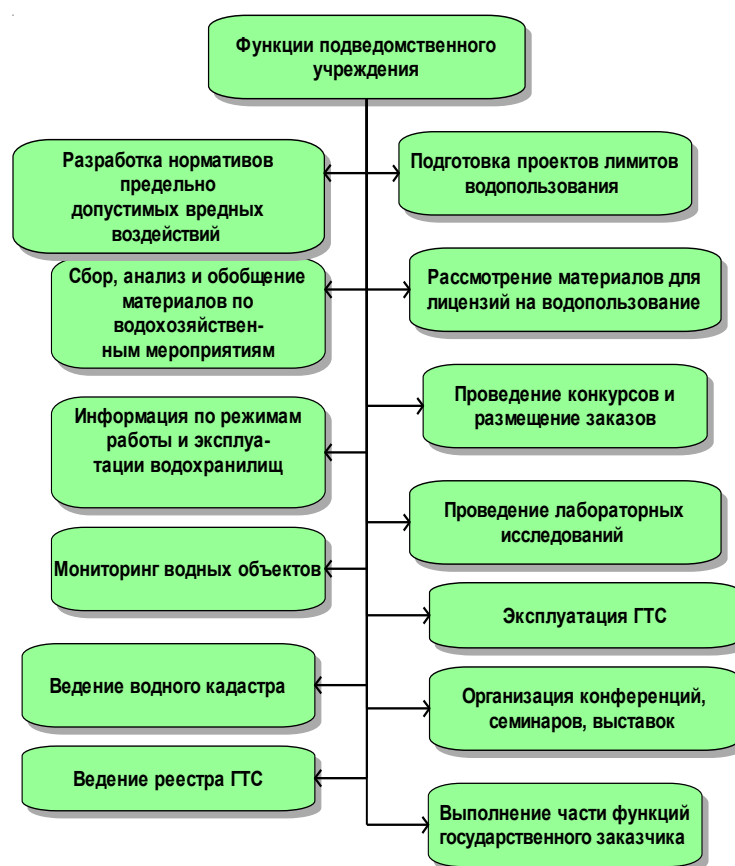 Функции подведомственного
учреждения
Разработка нормативов
предельно
допустимых вредных
воздействий
Подготовка проектов лимитов
водопользования
Сбор, анализ и обобщение
материалов по
водохозяйствен-
ным мероприятиям
Рассмотрение материалов для
лицензий на водопользование
Информация по режимам
работы и эксплуа-
тации водохранилищ
Проведение конкурсов и
размещение заказов
Проведение лабораторных
исследований
Мониторинг водных объектов
Эксплуатация ГТС
Ведение водного кадастра
Организация конференций,
семинаров, выставок
Ведение реестра ГТС
Выполнение части функций
государственного заказчика